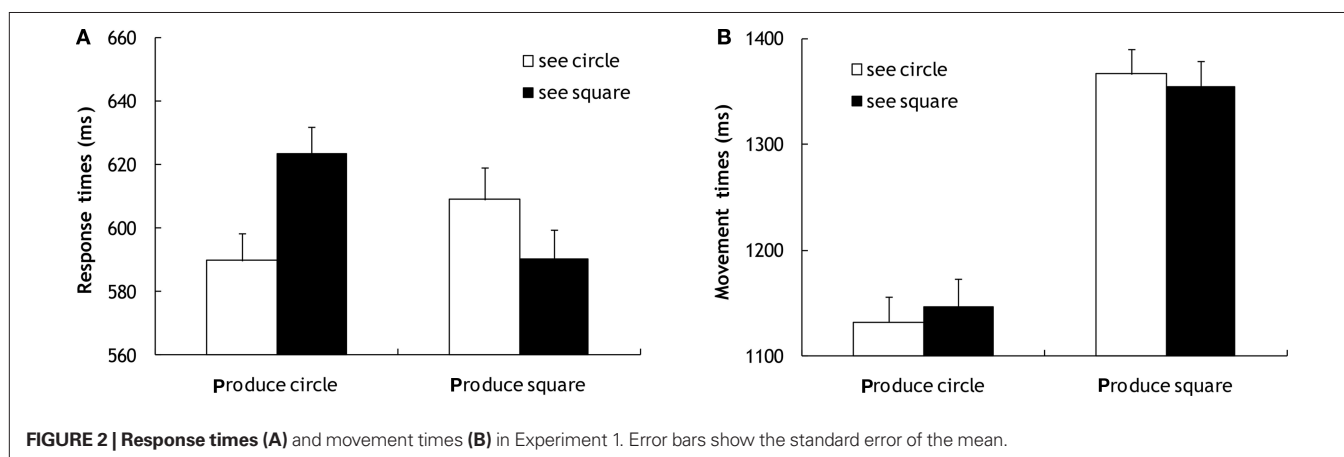 A
660
640
620
600
580
560
Response times (ms)
see circle
see square
Produce circle
Produce square
B
1400
1300
1200
1100
Movement times (ms)
see circle
see square
Produce circle
Produce square
FIGURE 2 | Response times (A) and movement times (B) in Experiment 1. Error bars show the standard error of the mean.